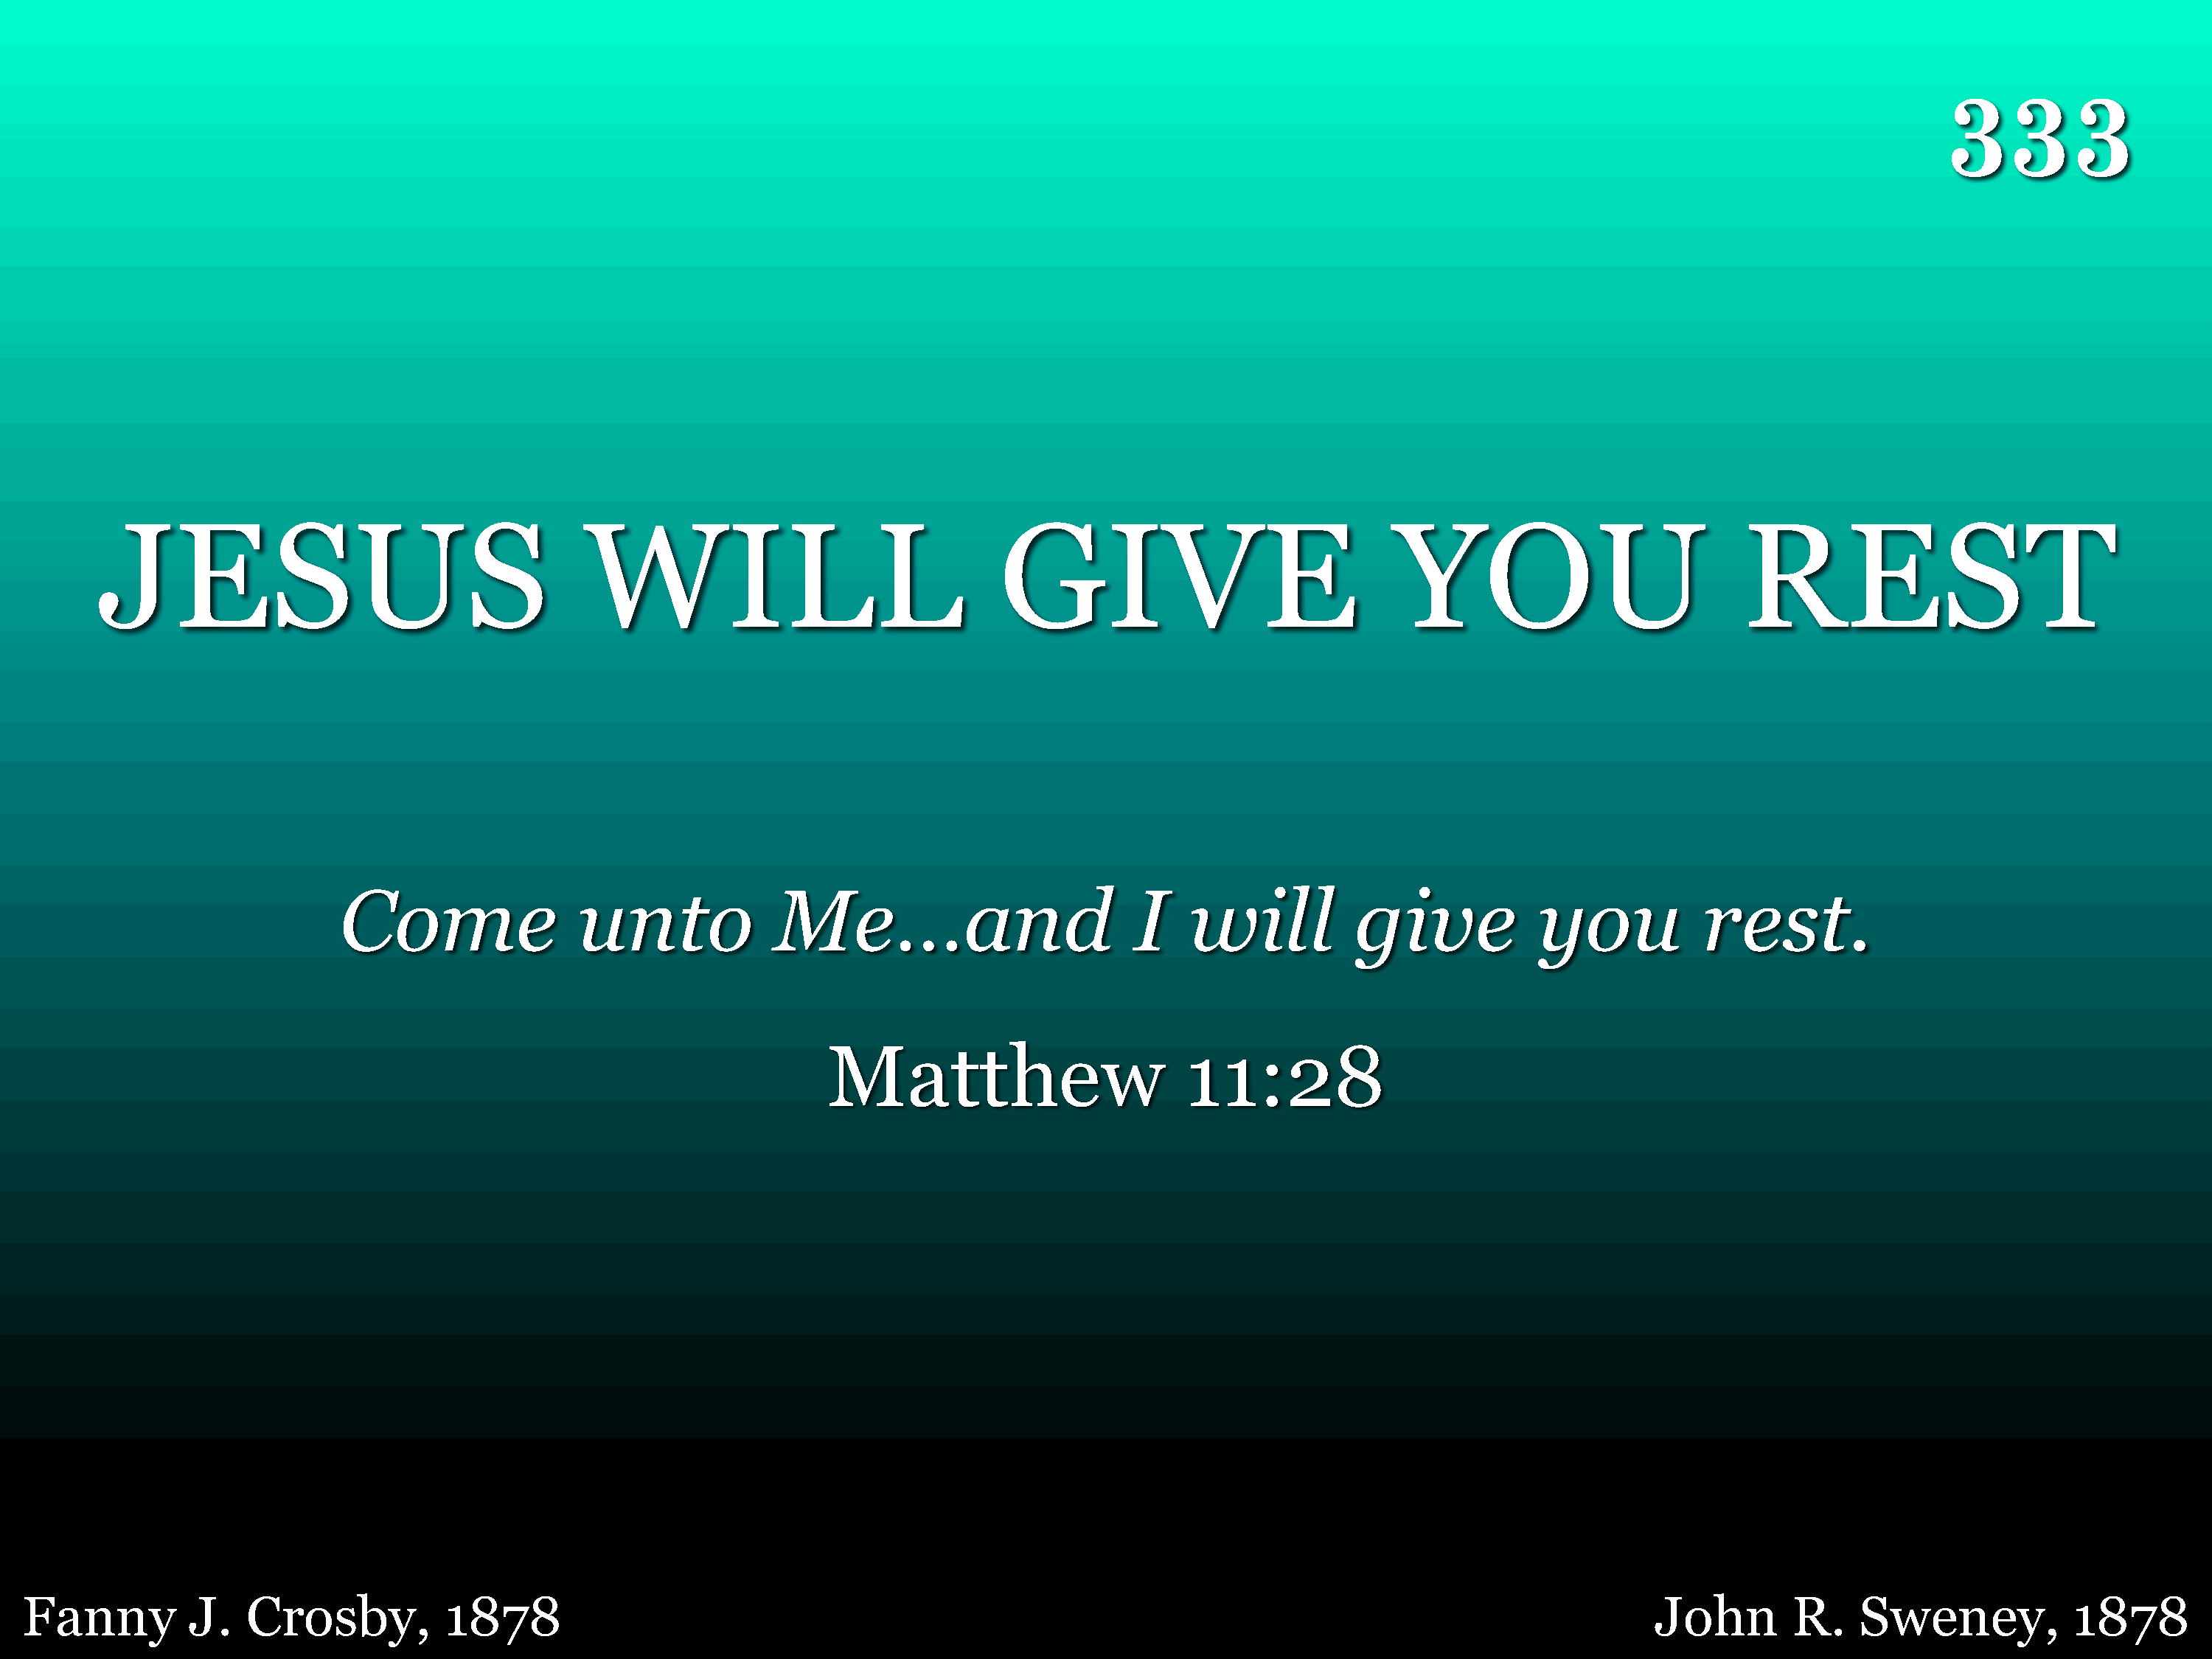 333
JESUS WILL GIVE YOU REST
Come unto Me...and I will give you rest.
Matthew 11:28
Fanny J. Crosby, 1878
John R. Sweney, 1878